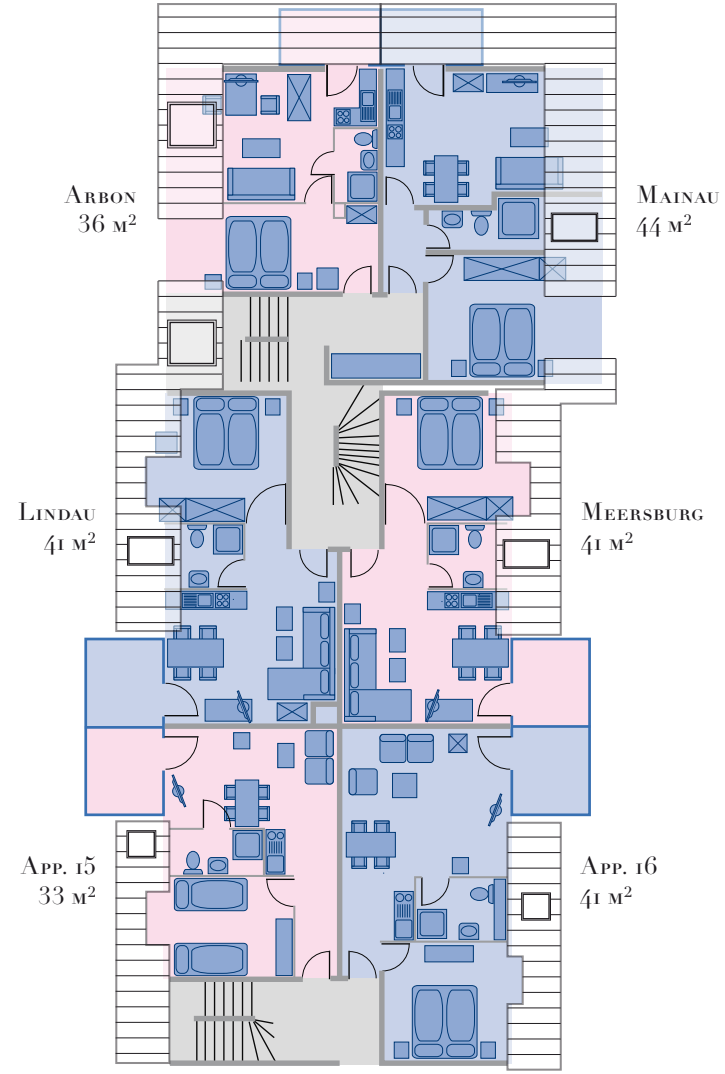 Arbon
36 m²
Mainau
44 m²
Lindau
41 m²
Meersburg
41 m²
App. 15
33 m²
App. 16
41 m²